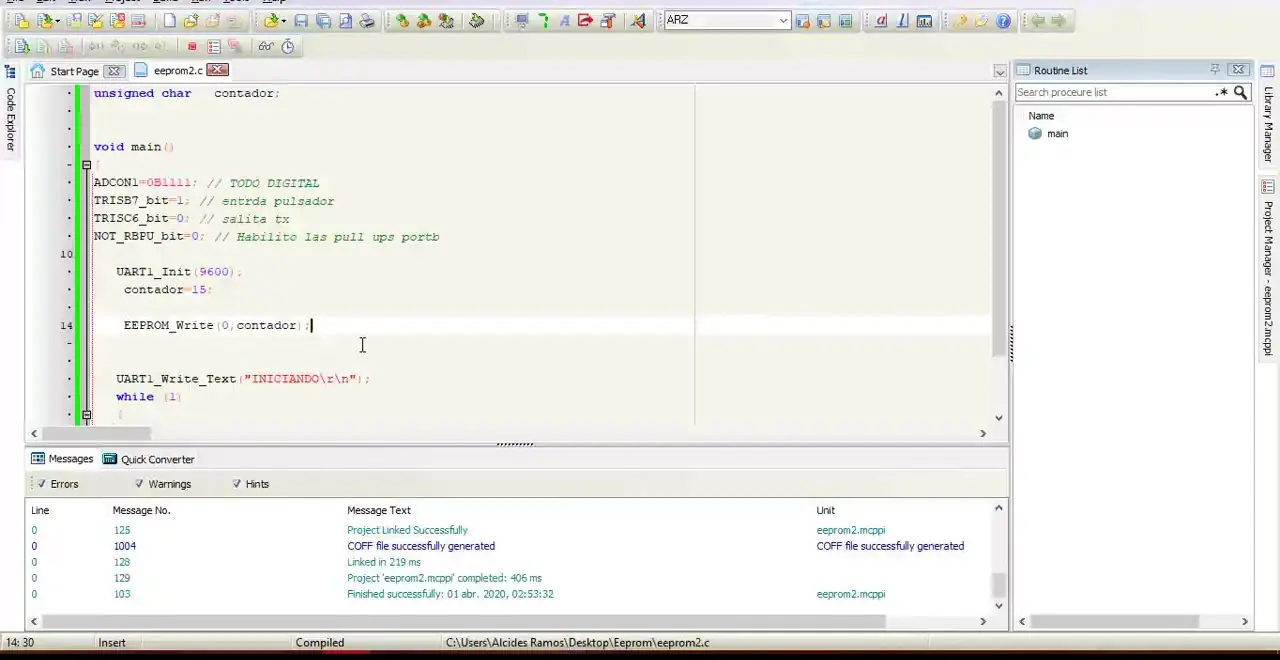 ARZ
Start Page
eeprom2.c
Code Explorer
unsigned char contador;
void main()
{
ADCON1=0B1111; // TODO DIGITAL
TRISB7_bit=1; // entrda pulsador
TRISC6_bit=0; // salita tx
NOT_RBPU_bit=0; // Habilito las pull ups portb
10
UART1_Init(9600);
contador=15;
14 EEPROM_Write(0,contador);
UART1_Write_Text("INICIANDO\r\n");
while (1)
{
Routine List
Search proceure list
.*
Name
main
Library Manager
Project Manager - eeprom2.mcppi
Messages
Quick Converter
Errors
Warnings
Hints
Line Message No. Message Text Unit
0 125 Project Linked Successfully eeprom2.mcppi
0 1004 COFF file successfully generated COFF file successfully generated
0 128 Linked in 219 ms
0 129 Project 'eeprom2.mcppi' completed: 406 ms
0 103 Finished successfully: 01 abr. 2020, 02:53:32 eeprom2.mcppi
14: 30 Insert Compiled C:\Users\Alcides Ramos\Desktop\Eeprom\eeprom2.c